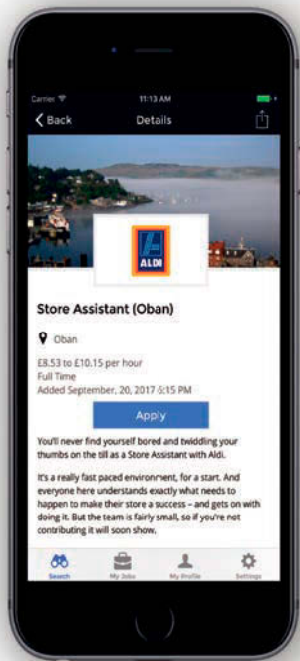 Carrier 11:13 AM
Back Details
ALDI
Store Assistant (Oban)
Oban
£8.53 to £10.15 per hour
Full Time
Added September, 20, 2017 6:15 PM
Apply
You'll never find yourself bored and twiddling your
thumbs on the till as a Store Assistant with Aldi.
It's a really fast paced environment, for a start. And
everyone here understands exactly what needs to
happen to make their store a success – and gets on with
doing it. But the team is fairly small, so if you're not
contributing it will soon show.
Search My Jobs My Profile Settings